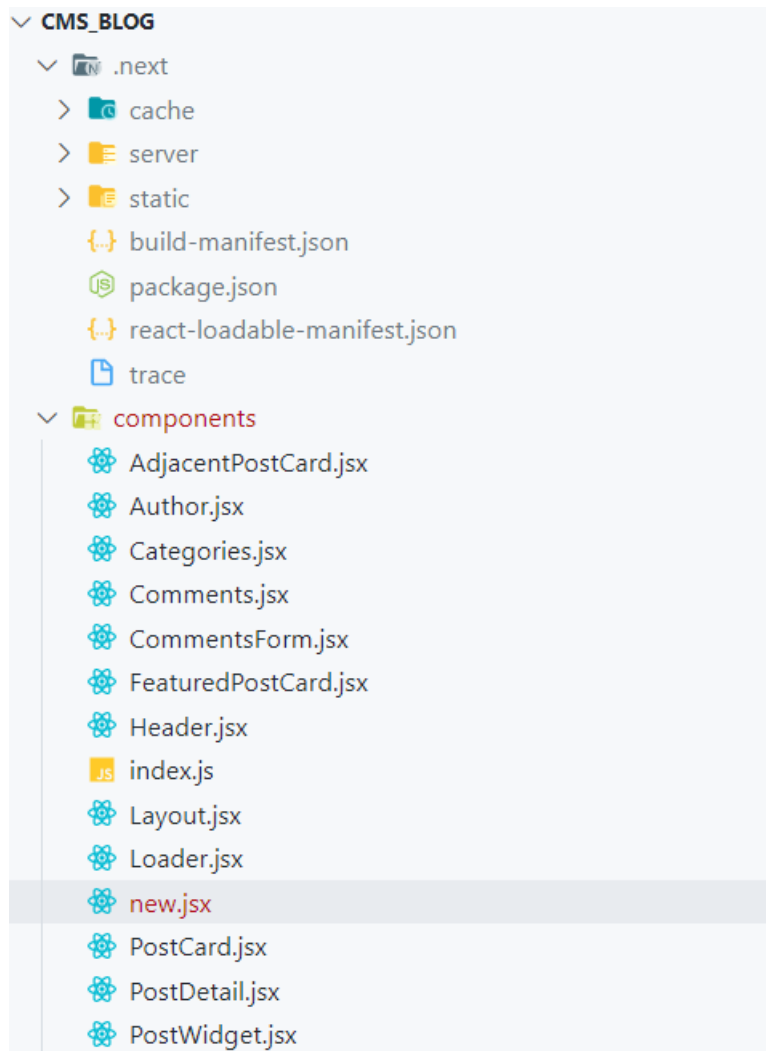 CMS_BLOG
.next
cache
server
static
build-manifest.json
package.json
react-loadable-manifest.json
trace
components
AdjacentPostCard.jsx
Author.jsx
Categories.jsx
Comments.jsx
CommentsForm.jsx
FeaturedPostCard.jsx
Header.jsx
index.js
Layout.jsx
Loader.jsx
new.jsx
PostCard.jsx
PostDetail.jsx
PostWidget.jsx